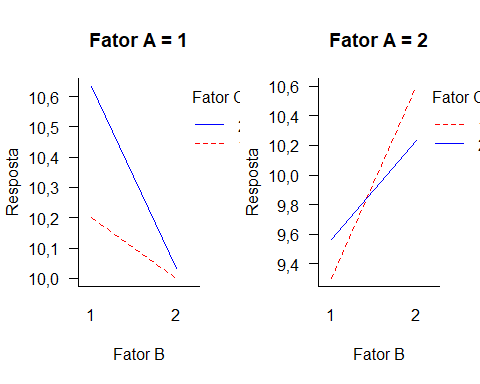 Fator A = 1
Resposta
10,6
10,5
10,4
10,3
10,2
10,1
10,0
1 2
Fator B
Fator
2
Fator A = 2
Resposta
10,6
10,4
10,2
10,0
9,8
9,6
9,4
1 2
Fator B
Fator